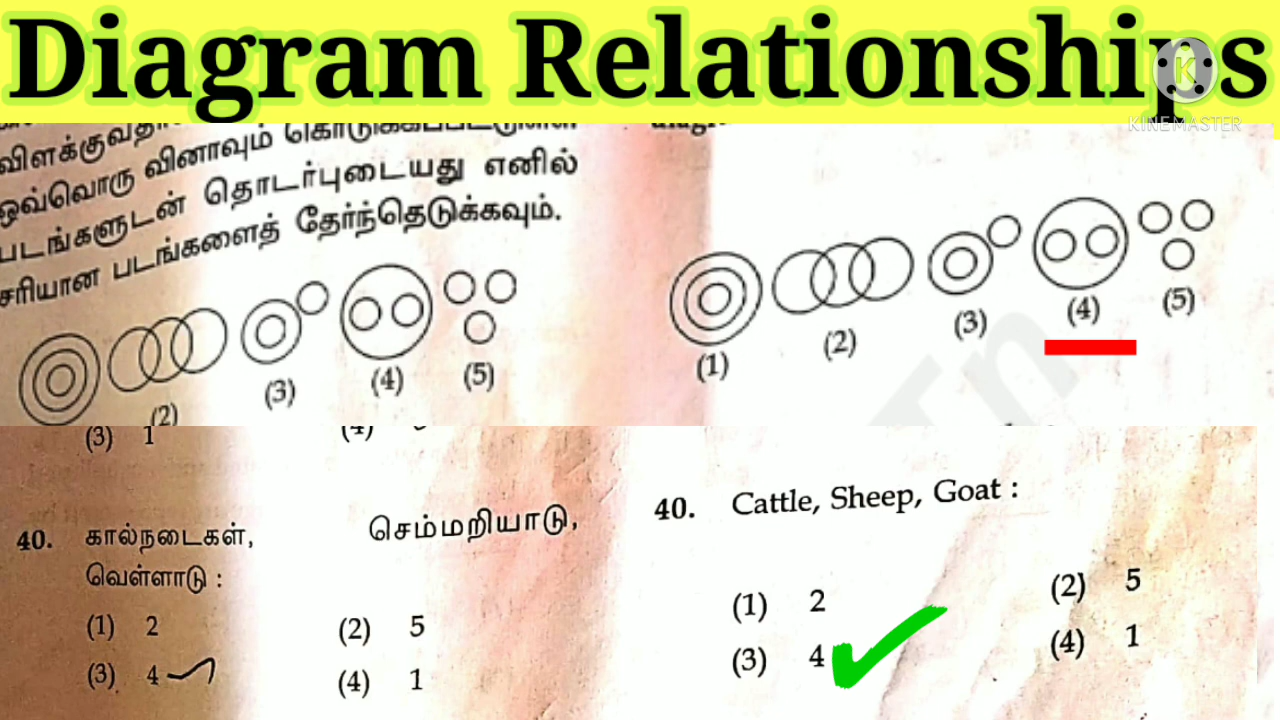 Diagram Relationships
KINEMASTER
ஒவ்வொரு வினாவும் கொடுக்கப்பட்டுள்ள
படங்களுடன் தொடர்புடையது எனில்
சரியான படங்களைத் தேர்ந்தெடுக்கவும்.
(2) (3) (4) (5)
(1) (2) (3) (4) (5)
(3) 1 (4)
40. கால்நடைகள், செம்மறியாடு,
வெள்ளாடு :
(1) 2 (2) 5
(3) 4 (4) 1
40. Cattle, Sheep, Goat :
(1) 2 (2) 5
(3) 4 (4) 1